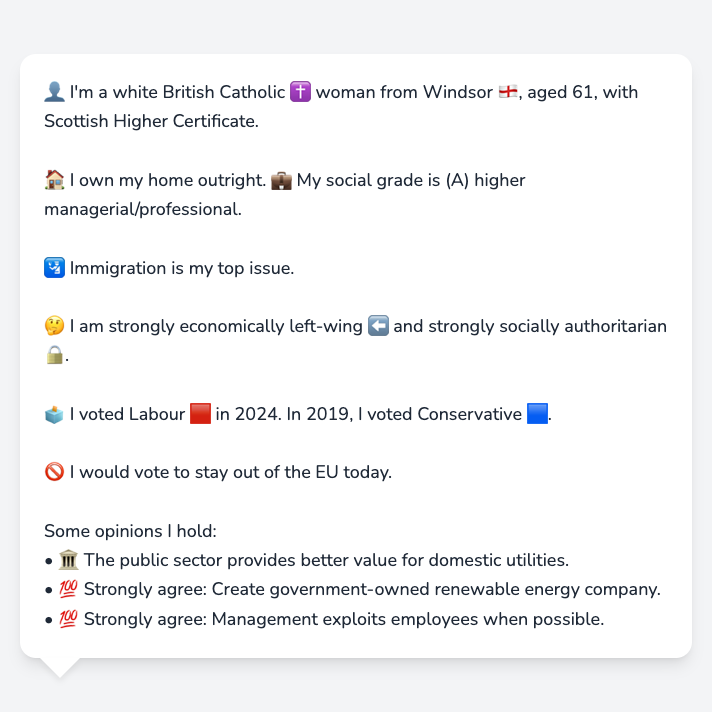 👤 I'm a white British Catholic ✝️ woman from Windsor 🏴󠁧󠁢󠁥󠁮󠁧󠁿, aged 61, with
Scottish Higher Certificate.
🏠 I own my home outright. 💼 My social grade is (A) higher
managerial/professional.
🛂 Immigration is my top issue.
🤔 I am strongly economically left-wing ⬅️ and strongly socially authoritarian
🔒.
🗳️ I voted Labour 🟥 in 2024. In 2019, I voted Conservative 🟦.
🚫 I would vote to stay out of the EU today.
Some opinions I hold:
• 🏛️ The public sector provides better value for domestic utilities.
• 💯 Strongly agree: Create government-owned renewable energy company.
• 💯 Strongly agree: Management exploits employees when possible.